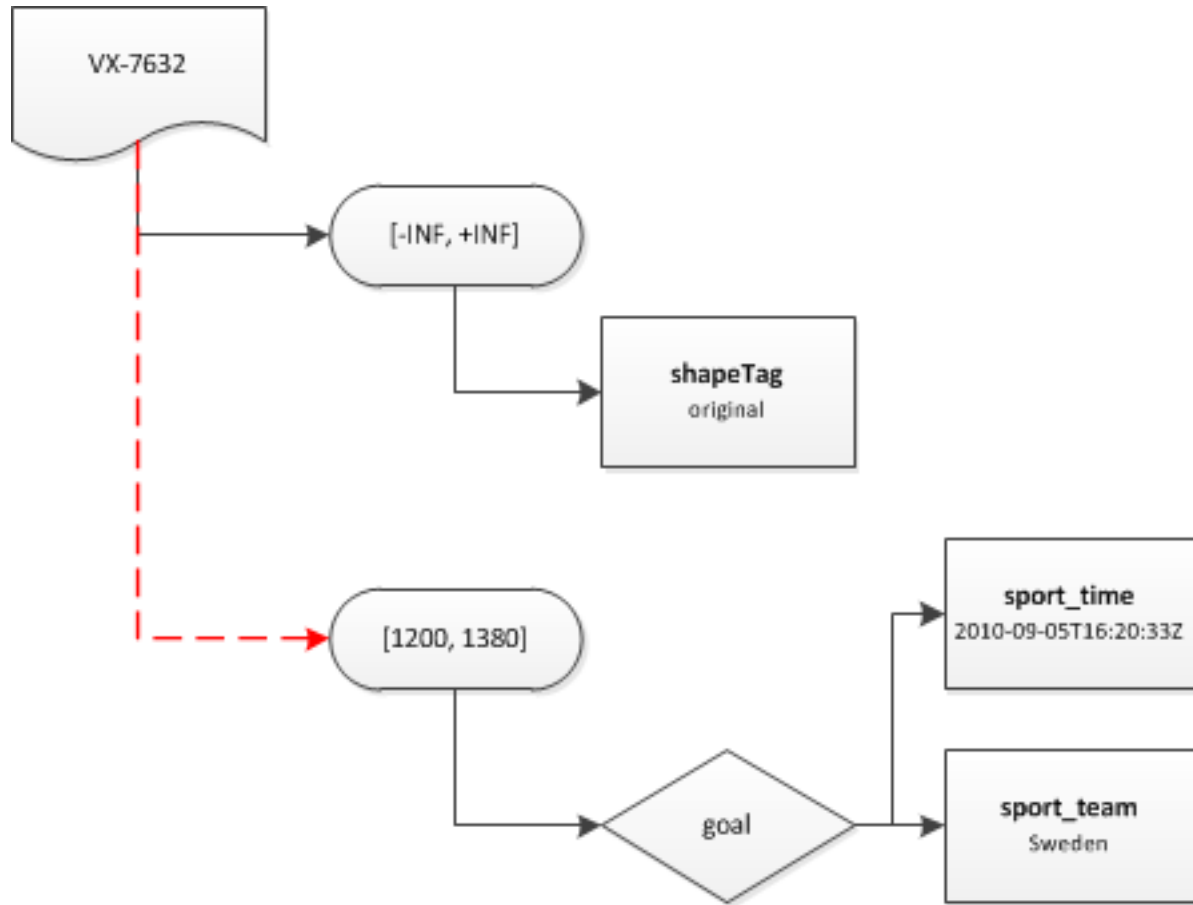 VX-7632
[-INF, +INF]
shapeTag
original
[1200, 1380]
goal
sport_time
2010-09-05T16:20:33Z
sport_team
Sweden